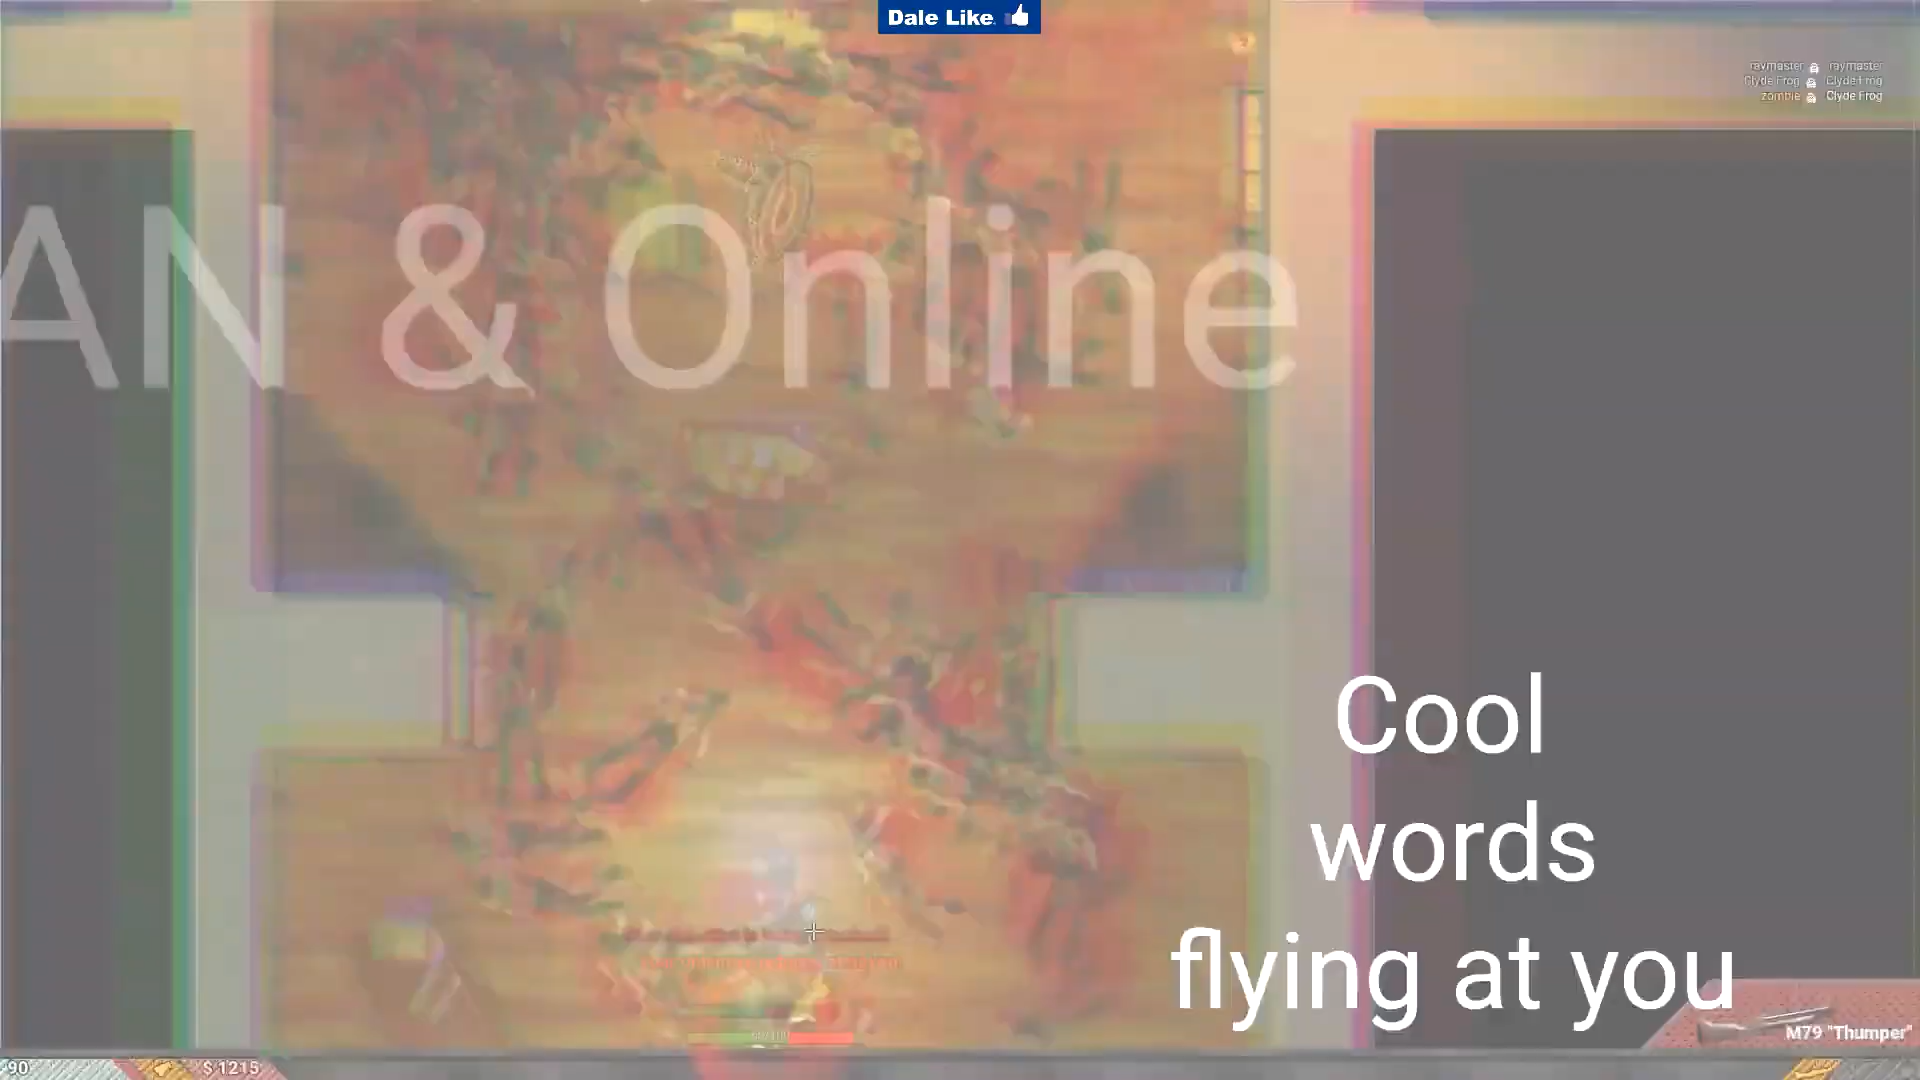 Dale Like
raymaster raymaster
Clyde Frog Clyde Frog
zombie Clyde Frog
AN & Online
Cool
words
flying at you
M79 "Thumper"
90
$ 1215